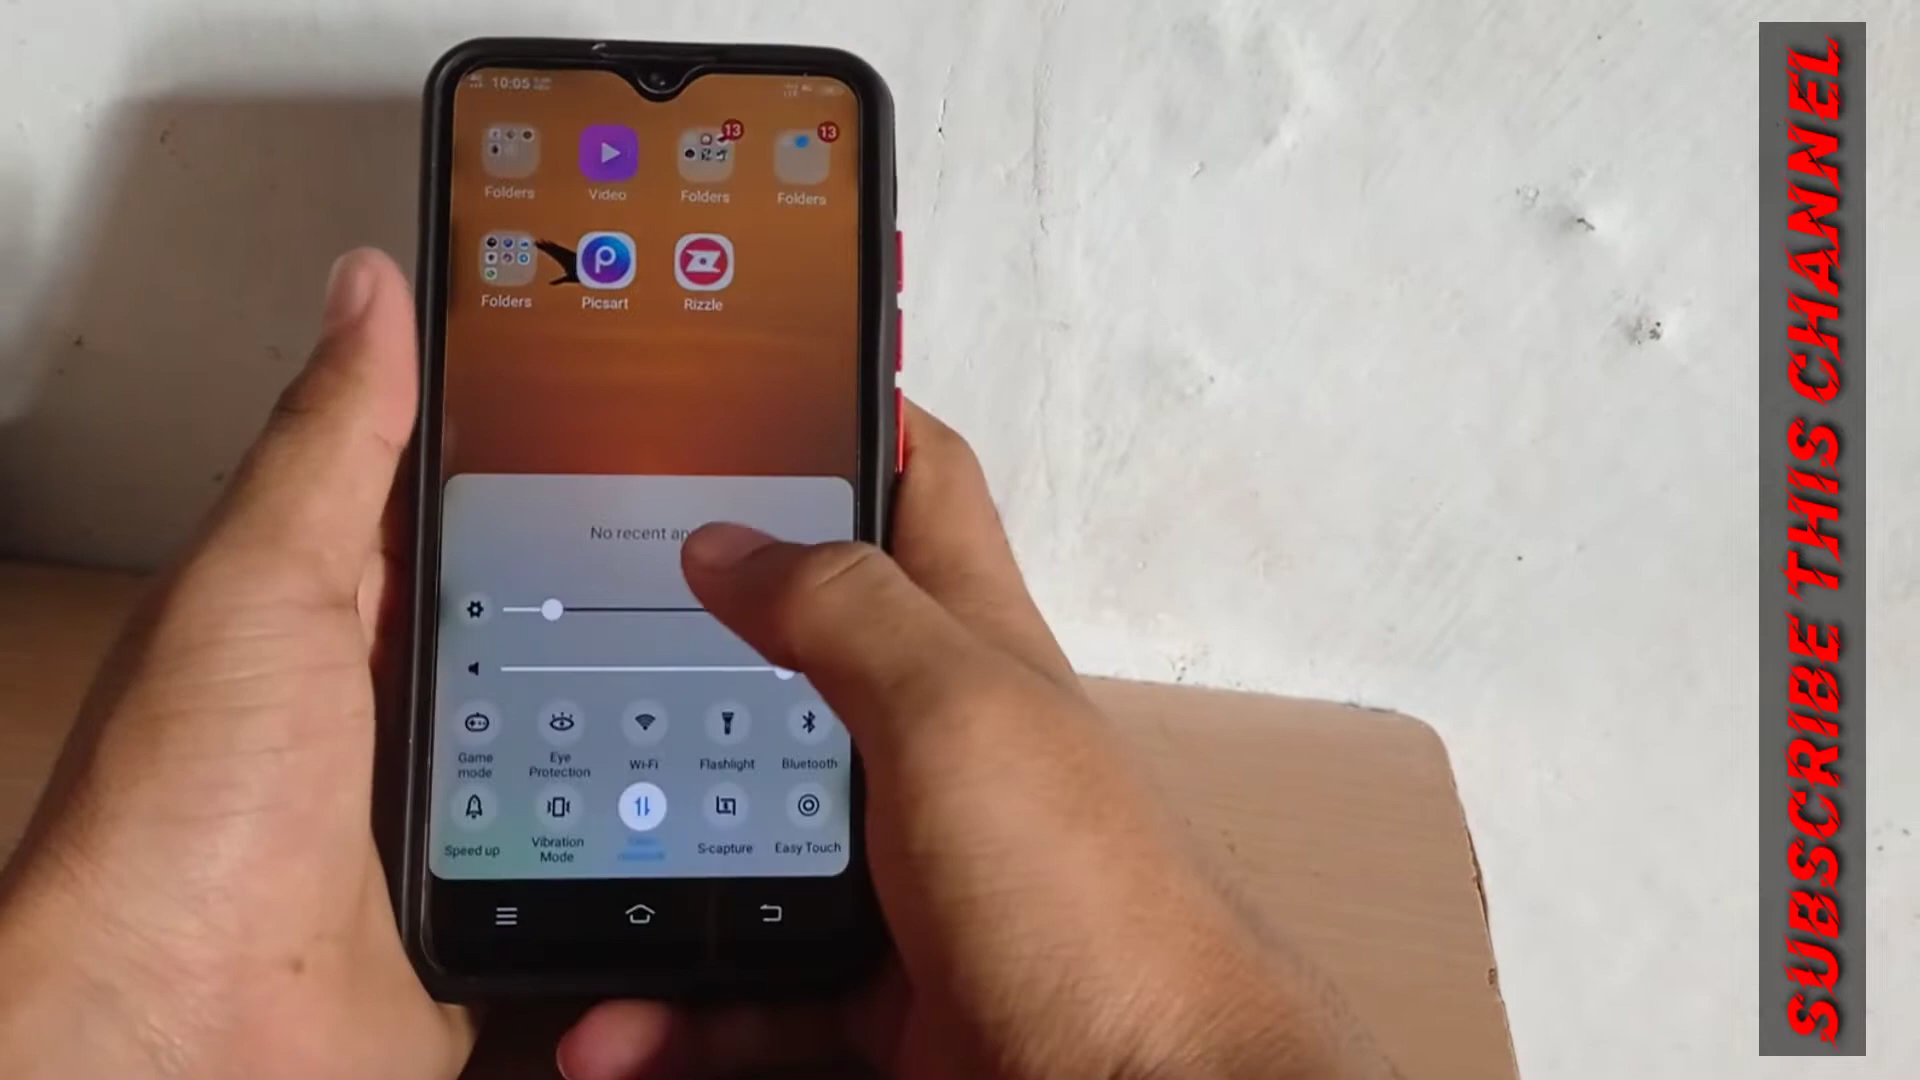 10:05
13
13
Folders
Video
Folders
Folders
P
Folders
Picsart
Rizzle
No recent
Game
mode
Eye
Protection
Wi-Fi
Flashlight
Bluetooth
Speed up
Vibration
Mode
S-capture
Easy Touch
SUBSCRIBE THIS CHANNEL